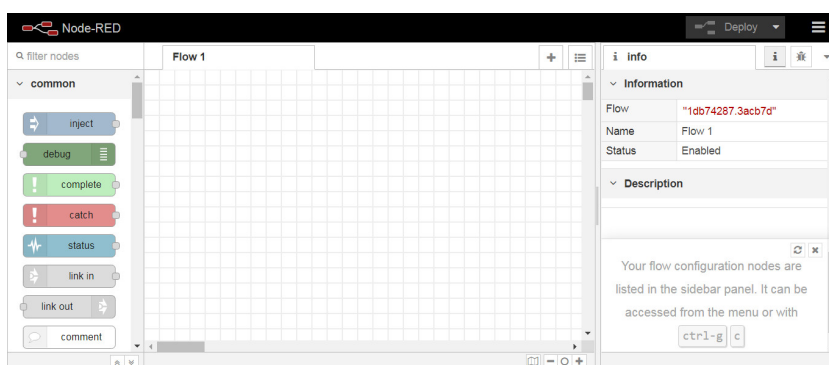 Node-RED
Deploy
filter nodes
Flow 1
i info
i
common
Information
Flow "1db74287.3acb7d"
Name Flow 1
Status Enabled
Description
inject
debug
complete
catch
status
link in
link out
comment
Your flow configuration nodes are
listed in the sidebar panel. It can be
accessed from the menu or with
ctrl-g c